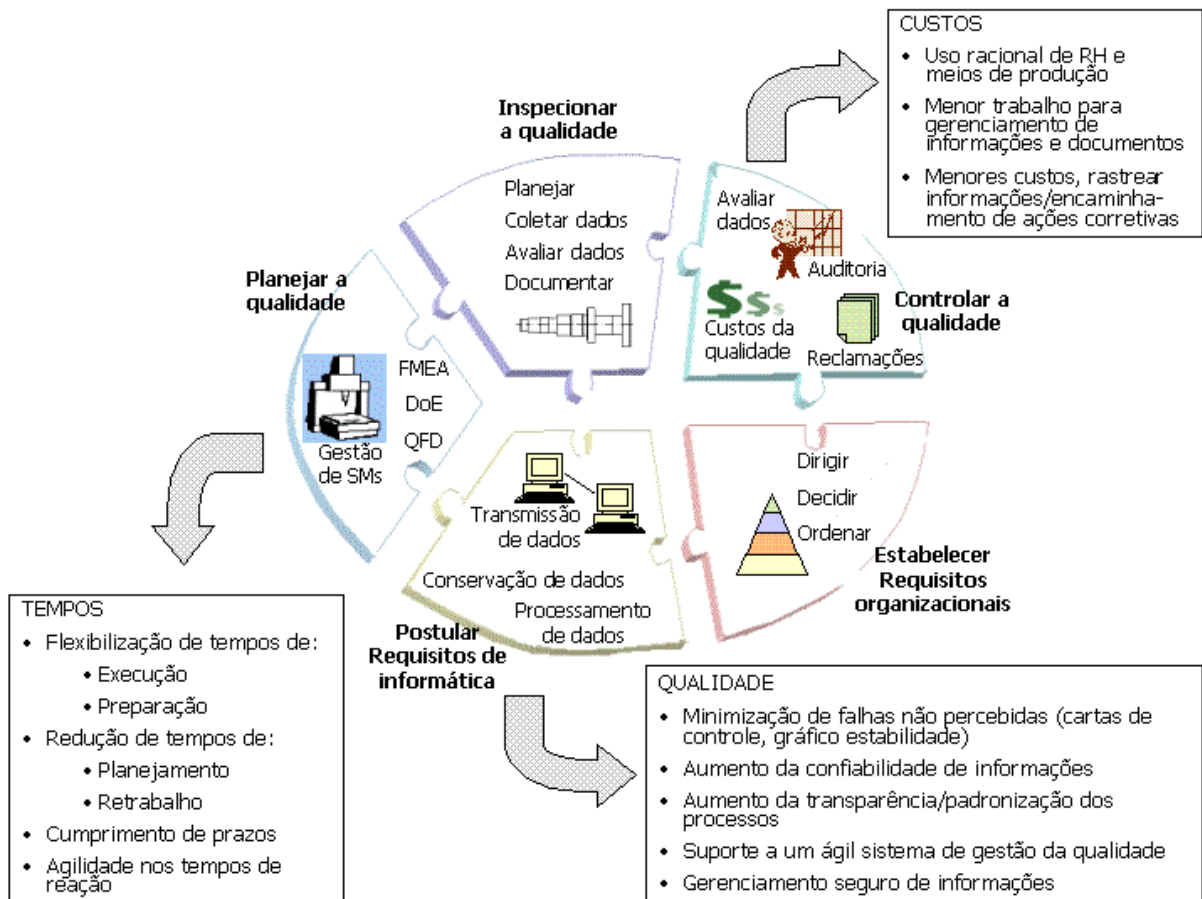 CUSTOS
• Uso racional de RH e
meios de produção
• Menor trabalho para
gerenciamento de
informações e documentos
• Menores custos, rastrear
informações/encaminha-
mento de ações corretivas
Inspecionar
a qualidade
Planejar
Coletar dados
Avaliar dados
Documentar
Avaliar
dados
Auditoria
$$$
Custos da
qualidade
Reclamações
Controlar a
qualidade
Planejar a
qualidade
FMEA
DoE
QFD
Gestão
de SMs
Transmissão
de dados
Conservação de dados
Processamento
de dados
Postular
Requisitos de
informática
Dirigir
Decidir
Ordenar
Estabelecer
Requisitos
organizacionais
TEMPOS
• Flexibilização de tempos de:
• Execução
• Preparação
• Redução de tempos de:
• Planejamento
• Retrabalho
• Cumprimento de prazos
• Agilidade nos tempos de
reação
QUALIDADE
• Minimização de falhas não percebidas (cartas de
controle, gráfico estabilidade)
• Aumento da confiabilidade de informações
• Aumento da transparência/padronização dos
processos
• Suporte a um ágil sistema de gestão da qualidade
• Gerenciamento seguro de informações